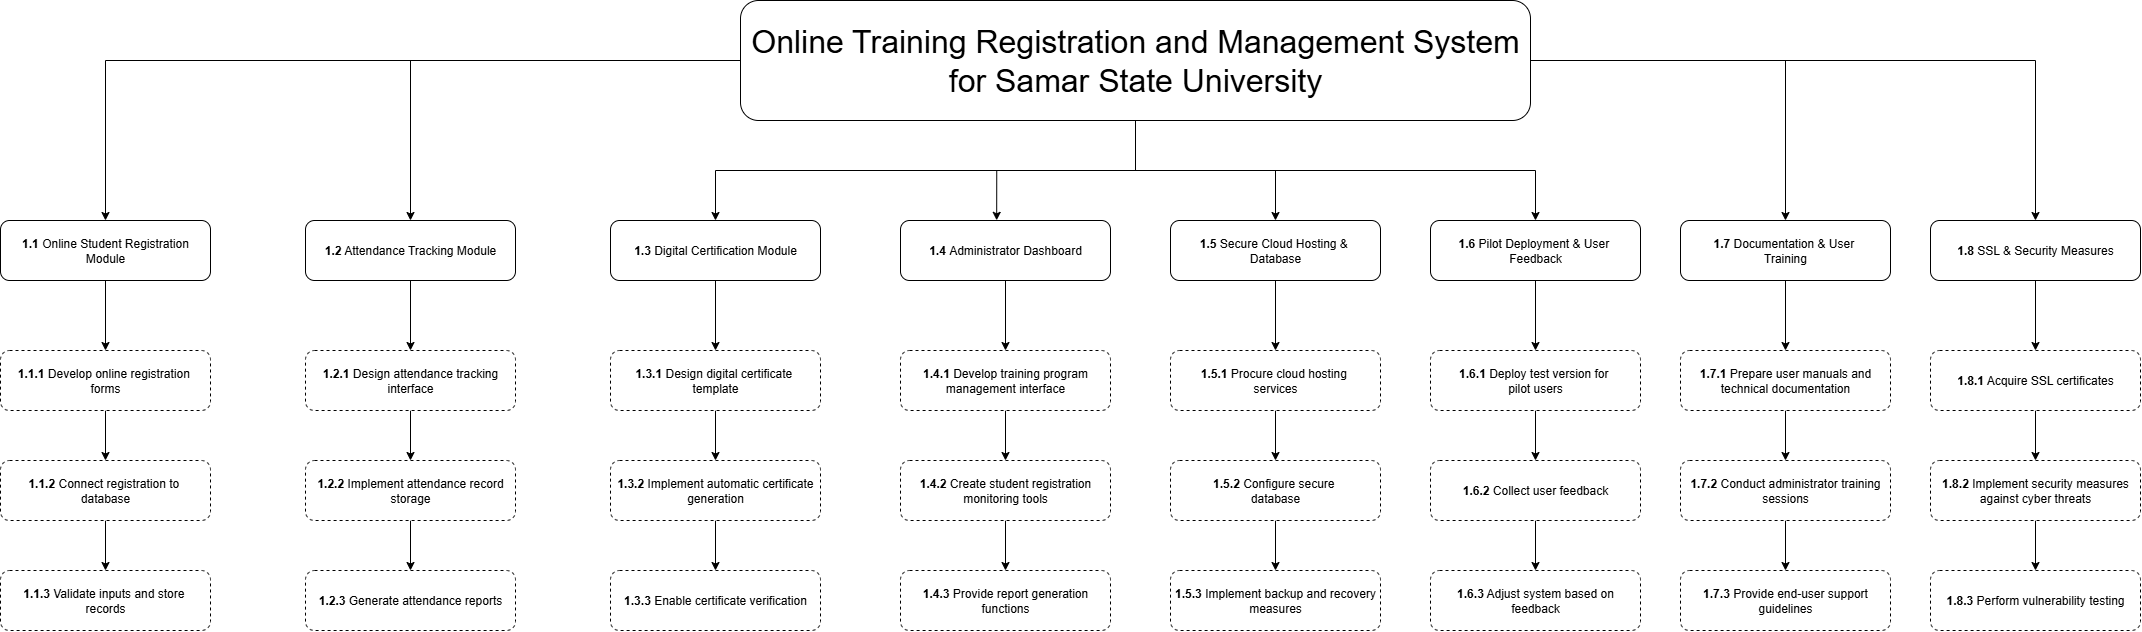 Online Training Registration and Management System
for Samar State University
1.1 Online Student Registration
Module
1.2 Attendance Tracking Module
1.3 Digital Certification Module
1.4 Administrator Dashboard
1.5 Secure Cloud Hosting &
Database
1.6 Pilot Deployment & User
Feedback
1.7 Documentation & User
Training
1.8 SSL & Security Measures
1.1.1 Develop online registration
forms
1.2.1 Design attendance tracking
interface
1.3.1 Design digital certificate
template
1.4.1 Develop training program
management interface
1.5.1 Procure cloud hosting
services
1.6.1 Deploy test version for
pilot users
1.7.1 Prepare user manuals and
technical documentation
1.8.1 Acquire SSL certificates
1.1.2 Connect registration to
database
1.2.2 Implement attendance record
storage
1.3.2 Implement automatic certificate
generation
1.4.2 Create student registration
monitoring tools
1.5.2 Configure secure
database
1.6.2 Collect user feedback
1.7.2 Conduct administrator training
sessions
1.8.2 Implement security measures
against cyber threats
1.1.3 Validate inputs and store
records
1.2.3 Generate attendance reports
1.3.3 Enable certificate verification
1.4.3 Provide report generation
functions
1.5.3 Implement backup and recovery
measures
1.6.3 Adjust system based on
feedback
1.7.3 Provide end-user support
guidelines
1.8.3 Perform vulnerability testing